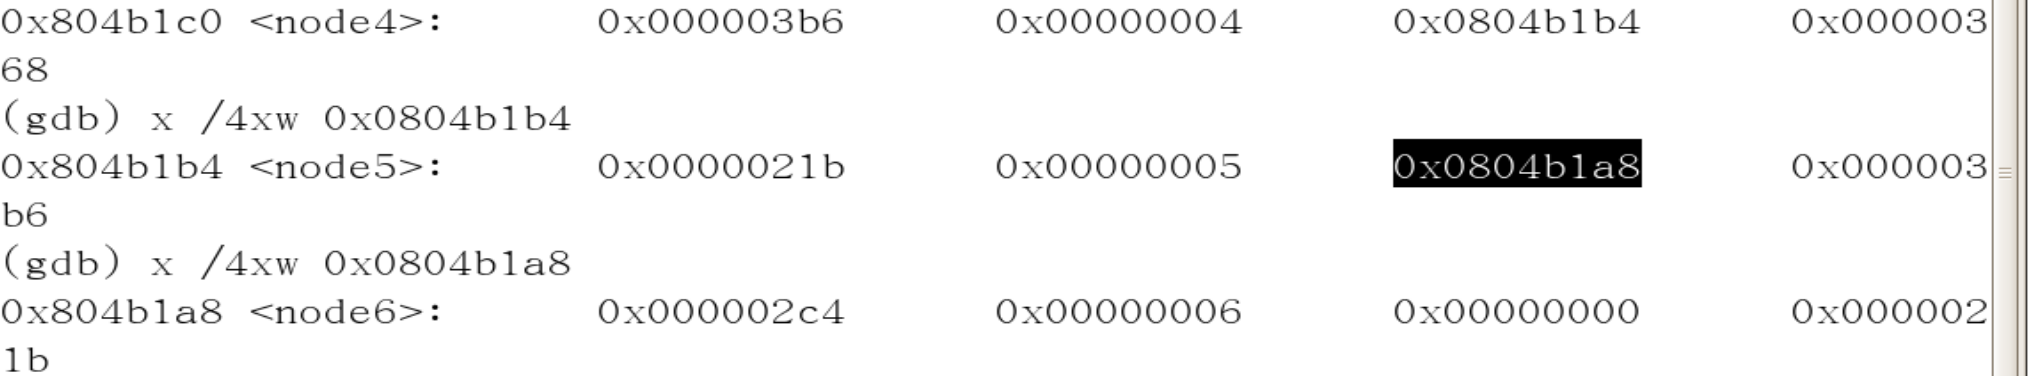 0x804b1c0 <node4>: 0x000003b6 0x00000004 0x0804b1b4 0x000003
68
(gdb) x /4xw 0x0804b1b4
0x804b1b4 <node5>: 0x0000021b 0x00000005 0x0804b1a8 0x000003
b6
(gdb) x /4xw 0x0804b1a8
0x804b1a8 <node6>: 0x000002c4 0x00000006 0x00000000 0x000002
1b